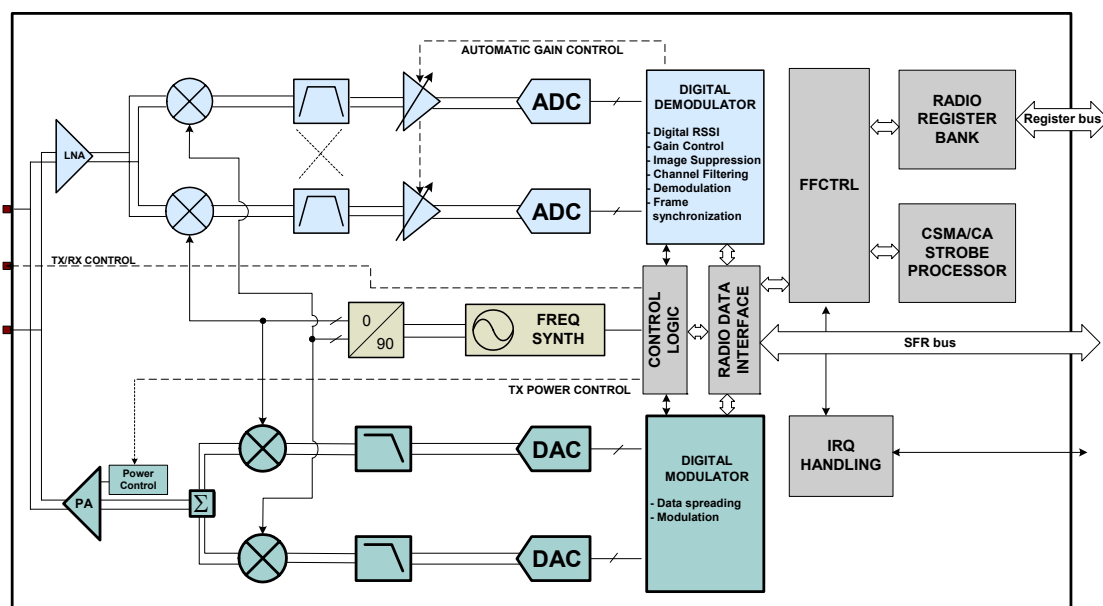 AUTOMATIC GAIN CONTROL
LNA
ADC
ADC
DIGITAL
DEMODULATOR
- Digital RSSI
- Gain Control
- Image Suppression
- Channel Filtering
- Demodulation
- Frame
synchronization
FFCTRL
RADIO
REGISTER
BANK
Register bus
CSMA/CA
STROBE
PROCESSOR
TX/RX CONTROL
0
90
FREQ
SYNTH
CONTROL
LOGIC
RADIO DATA
INTERFACE
SFR bus
TX POWER CONTROL
Power
Control
PA
Σ
DAC
DAC
DIGITAL
MODULATOR
- Data spreading
- Modulation
IRQ
HANDLING